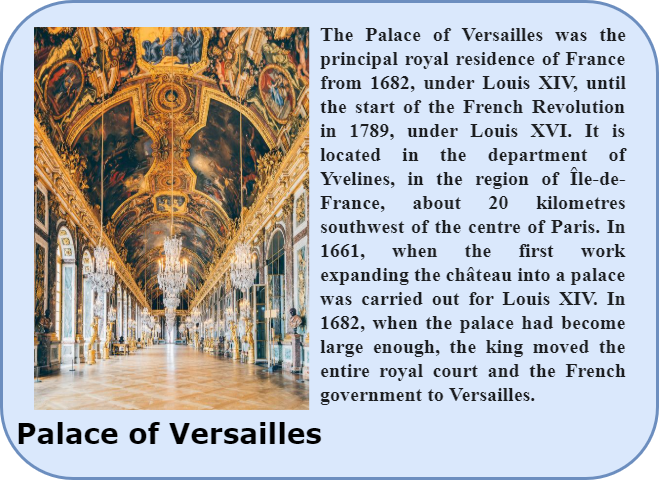 The Palace of Versailles was the
principal royal residence of France
from 1682, under Louis XIV, until
the start of the French Revolution
in 1789, under Louis XVI. It is
located in the department of
Yvelines, in the region of Île-de-
France, about 20 kilometres
southwest of the centre of Paris. In
1661, when the first work
expanding the château into a palace
was carried out for Louis XIV. In
1682, when the palace had become
large enough, the king moved the
entire royal court and the French
government to Versailles.
Palace of Versailles